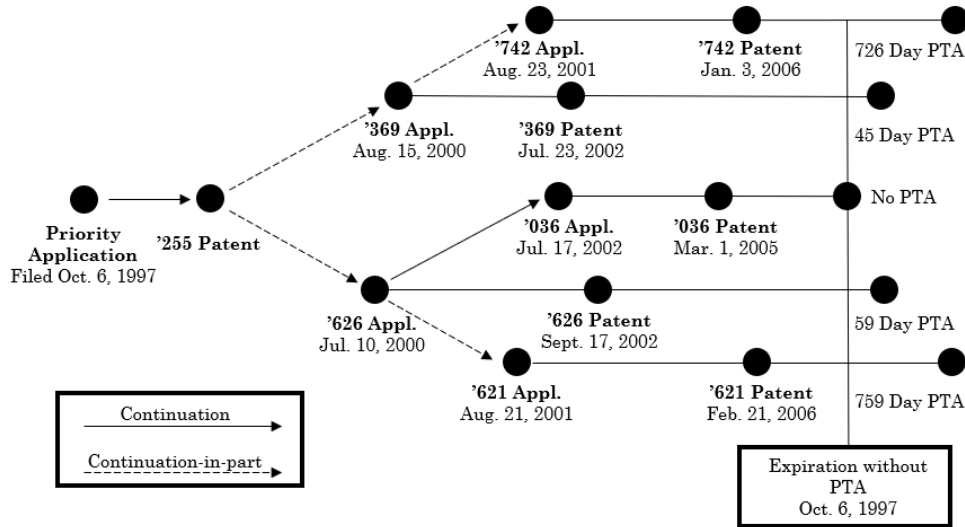 ’742 Appl.
Aug. 23, 2001
’742 Patent
Jan. 3, 2006
726 Day PTA
’369 Appl.
Aug. 15, 2000
’369 Patent
Jul. 23, 2002
45 Day PTA
Priority
Application
Filed Oct. 6, 1997
’255 Patent
’036 Appl.
Jul. 17, 2002
’036 Patent
Mar. 1, 2005
No PTA
’626 Appl.
Jul. 10, 2000
’626 Patent
Sept. 17, 2002
59 Day PTA
’621 Appl.
Aug. 21, 2001
’621 Patent
Feb. 21, 2006
759 Day PTA
Continuation
Continuation-in-part
Expiration without
PTA
Oct. 6, 1997